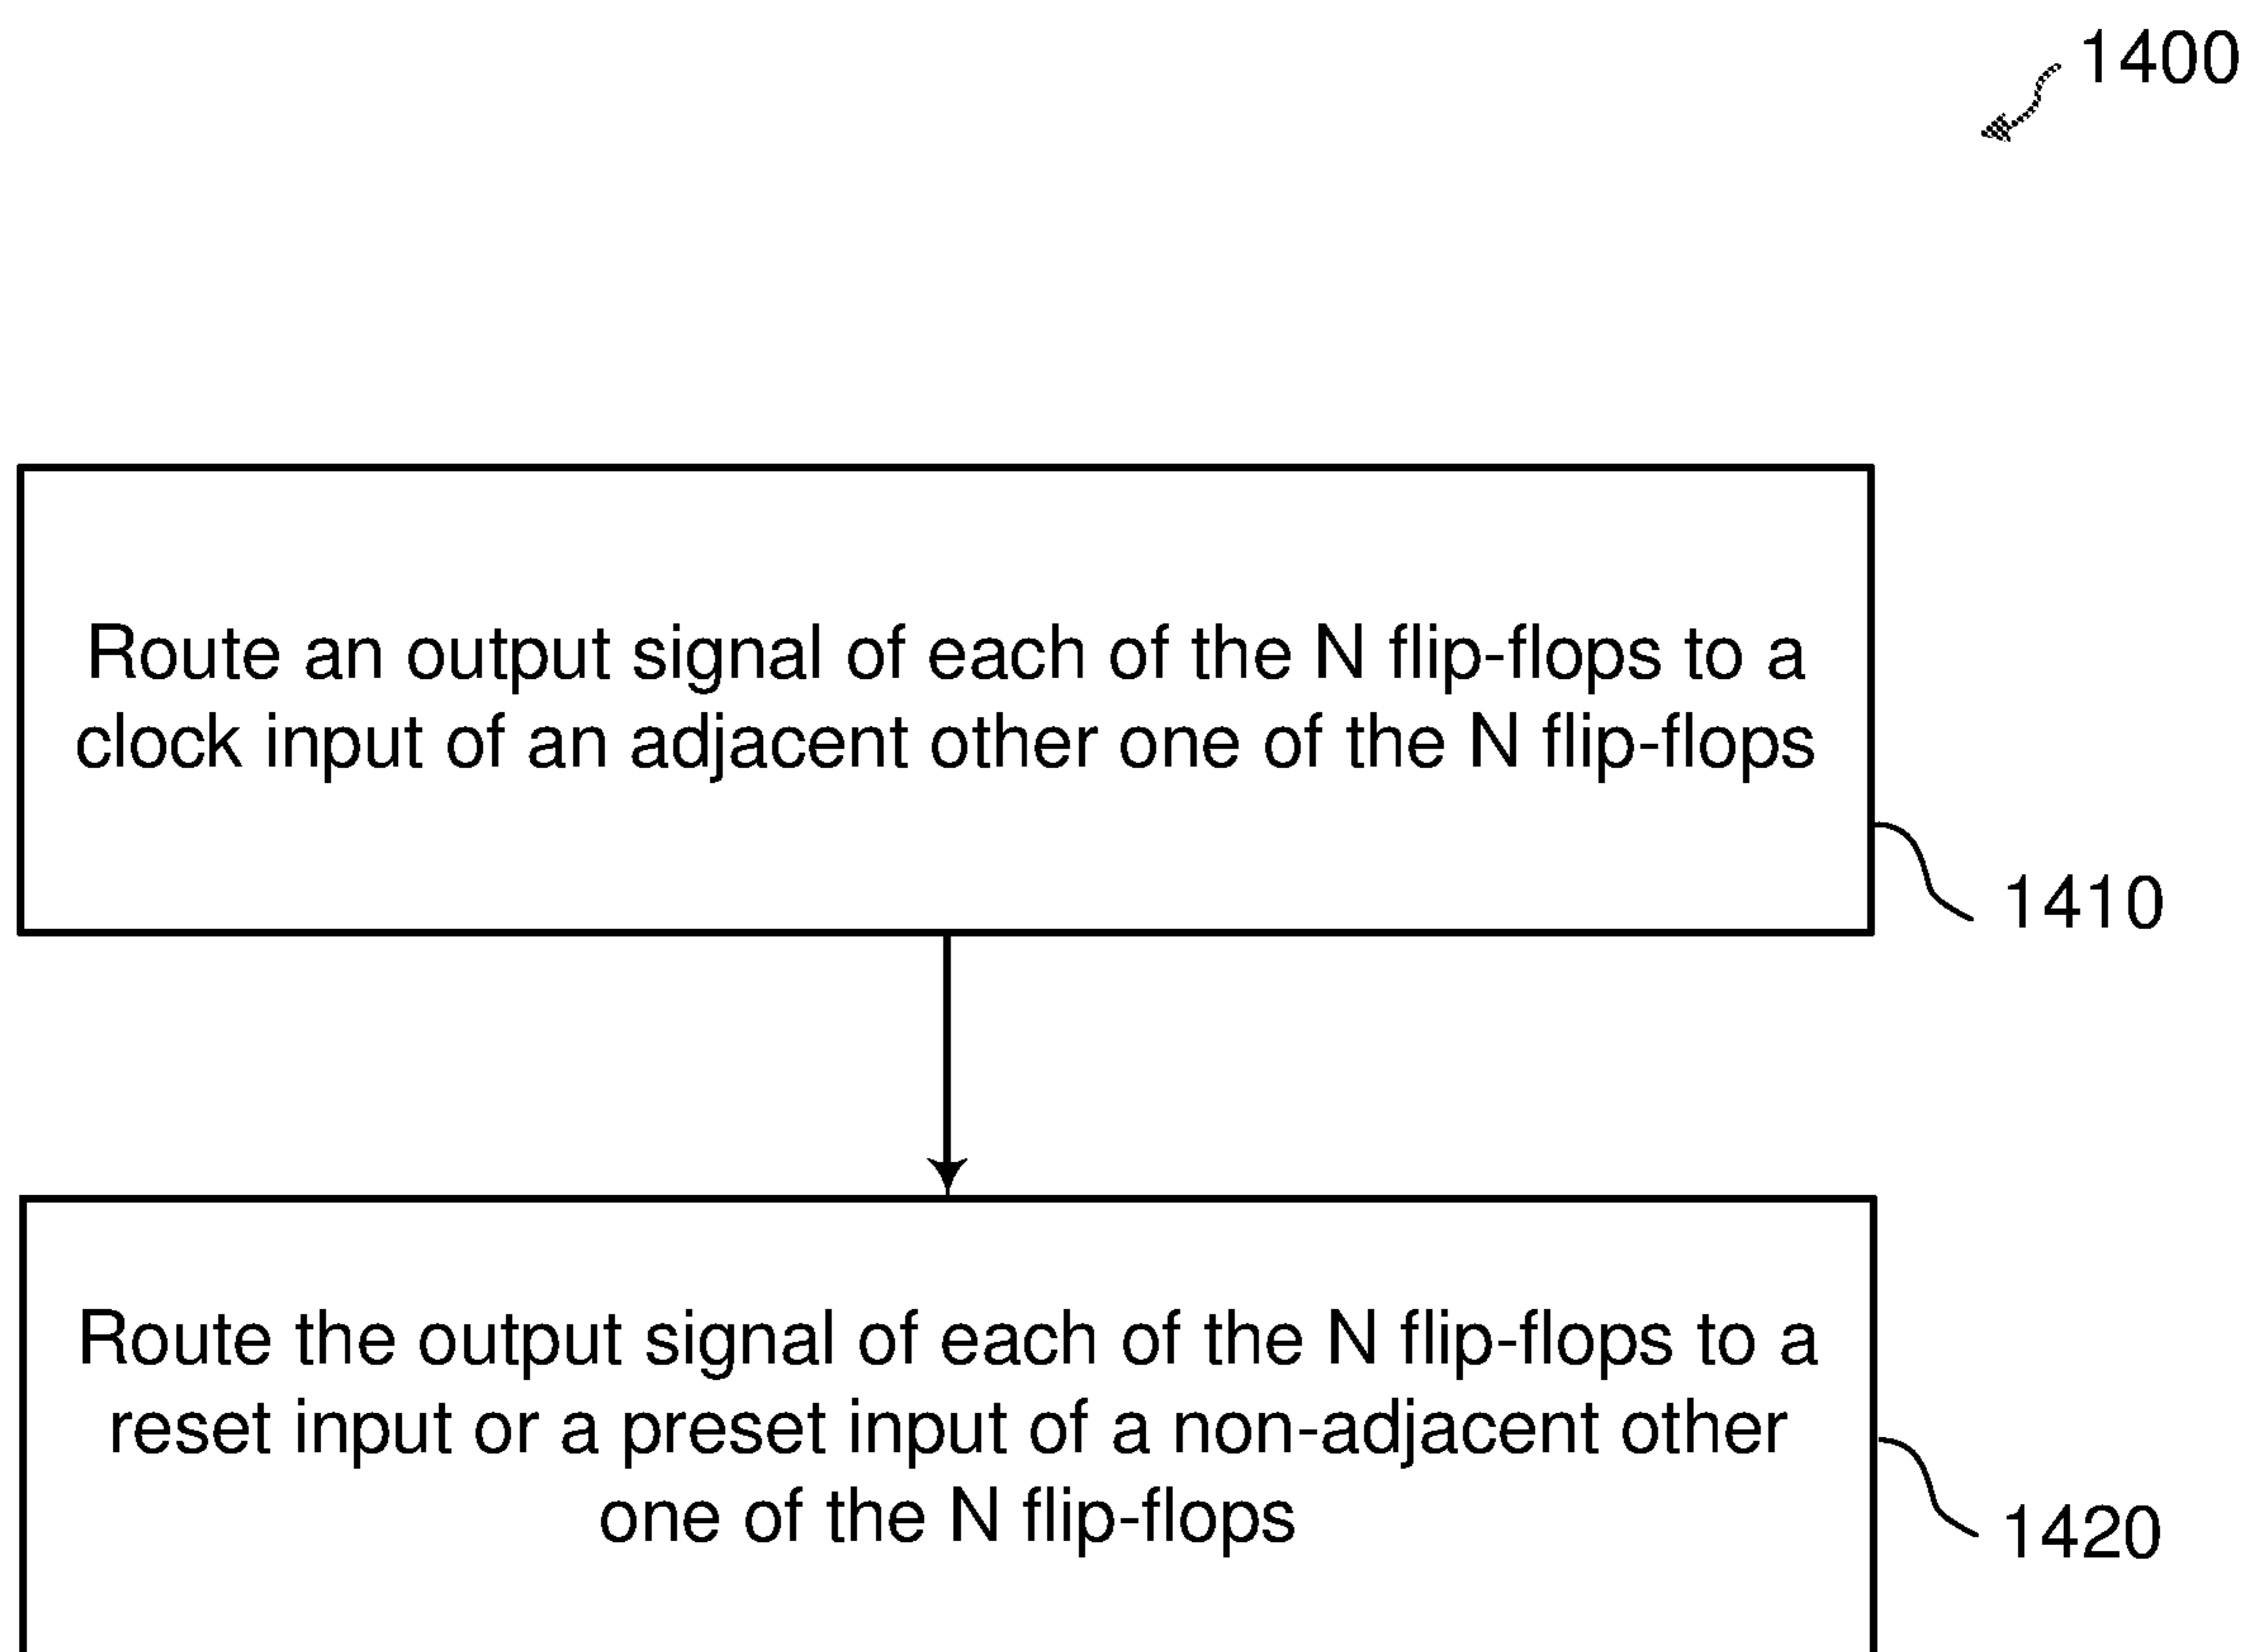 1400
Route an output signal of each of the N flip-flops to a
clock input of an adjacent other one of the N flip-flops
1410
Route the output signal of each of the N flip-flops to a
reset input or a preset input of a non-adjacent other
one of the N flip-flops
1420